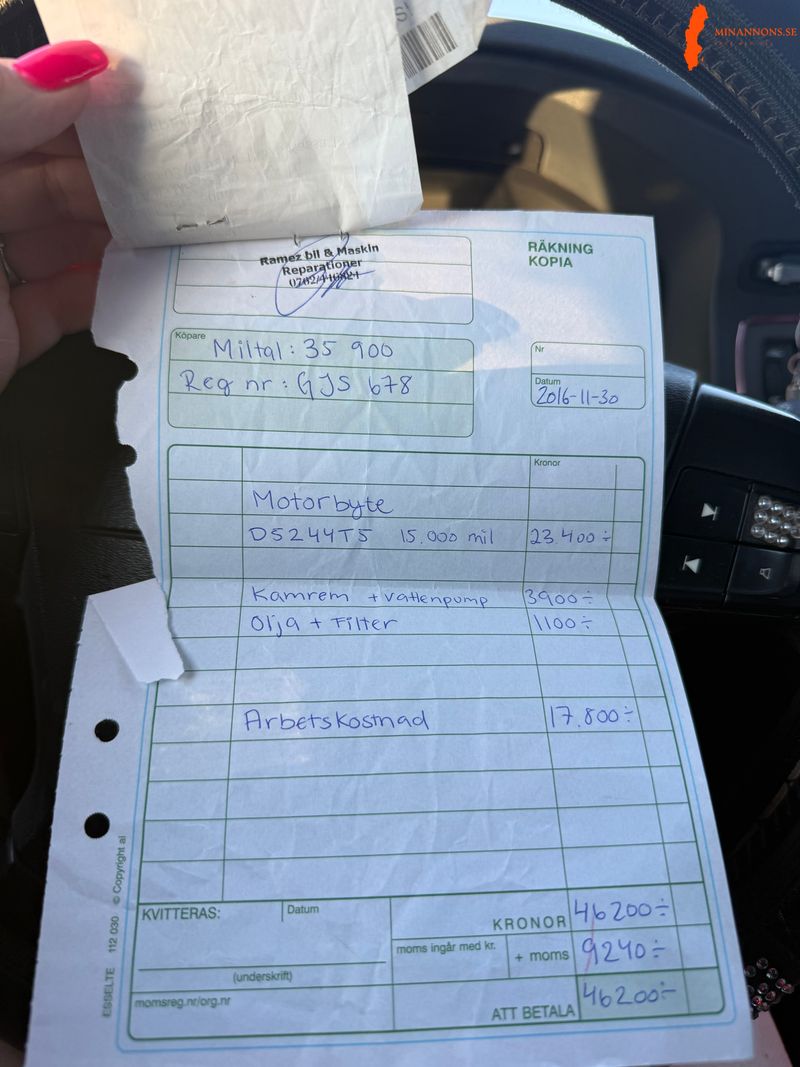 MINANNONS.SE
Ramez bil & Maskin
Reparationer
RÄKNING
KOPIA
Köpare
Miltal: 35 900
Reg nr: GJS 678
Nr
Datum
2016-11-30
Kronor
Motorbyte
D5244T5 15.000 mil 23.400÷
Kamrem + vattenpump 3900÷
Olja + Filter 1100÷
Arbetskostnad 17.800÷
KVITTERAS: Datum
KRONOR 46200÷
moms ingår med kr. + moms 9240÷
(underskrift)
momsreg.nr/org.nr
ATT BETALA 46200÷
ESSELTE 112 030 © Copyright al